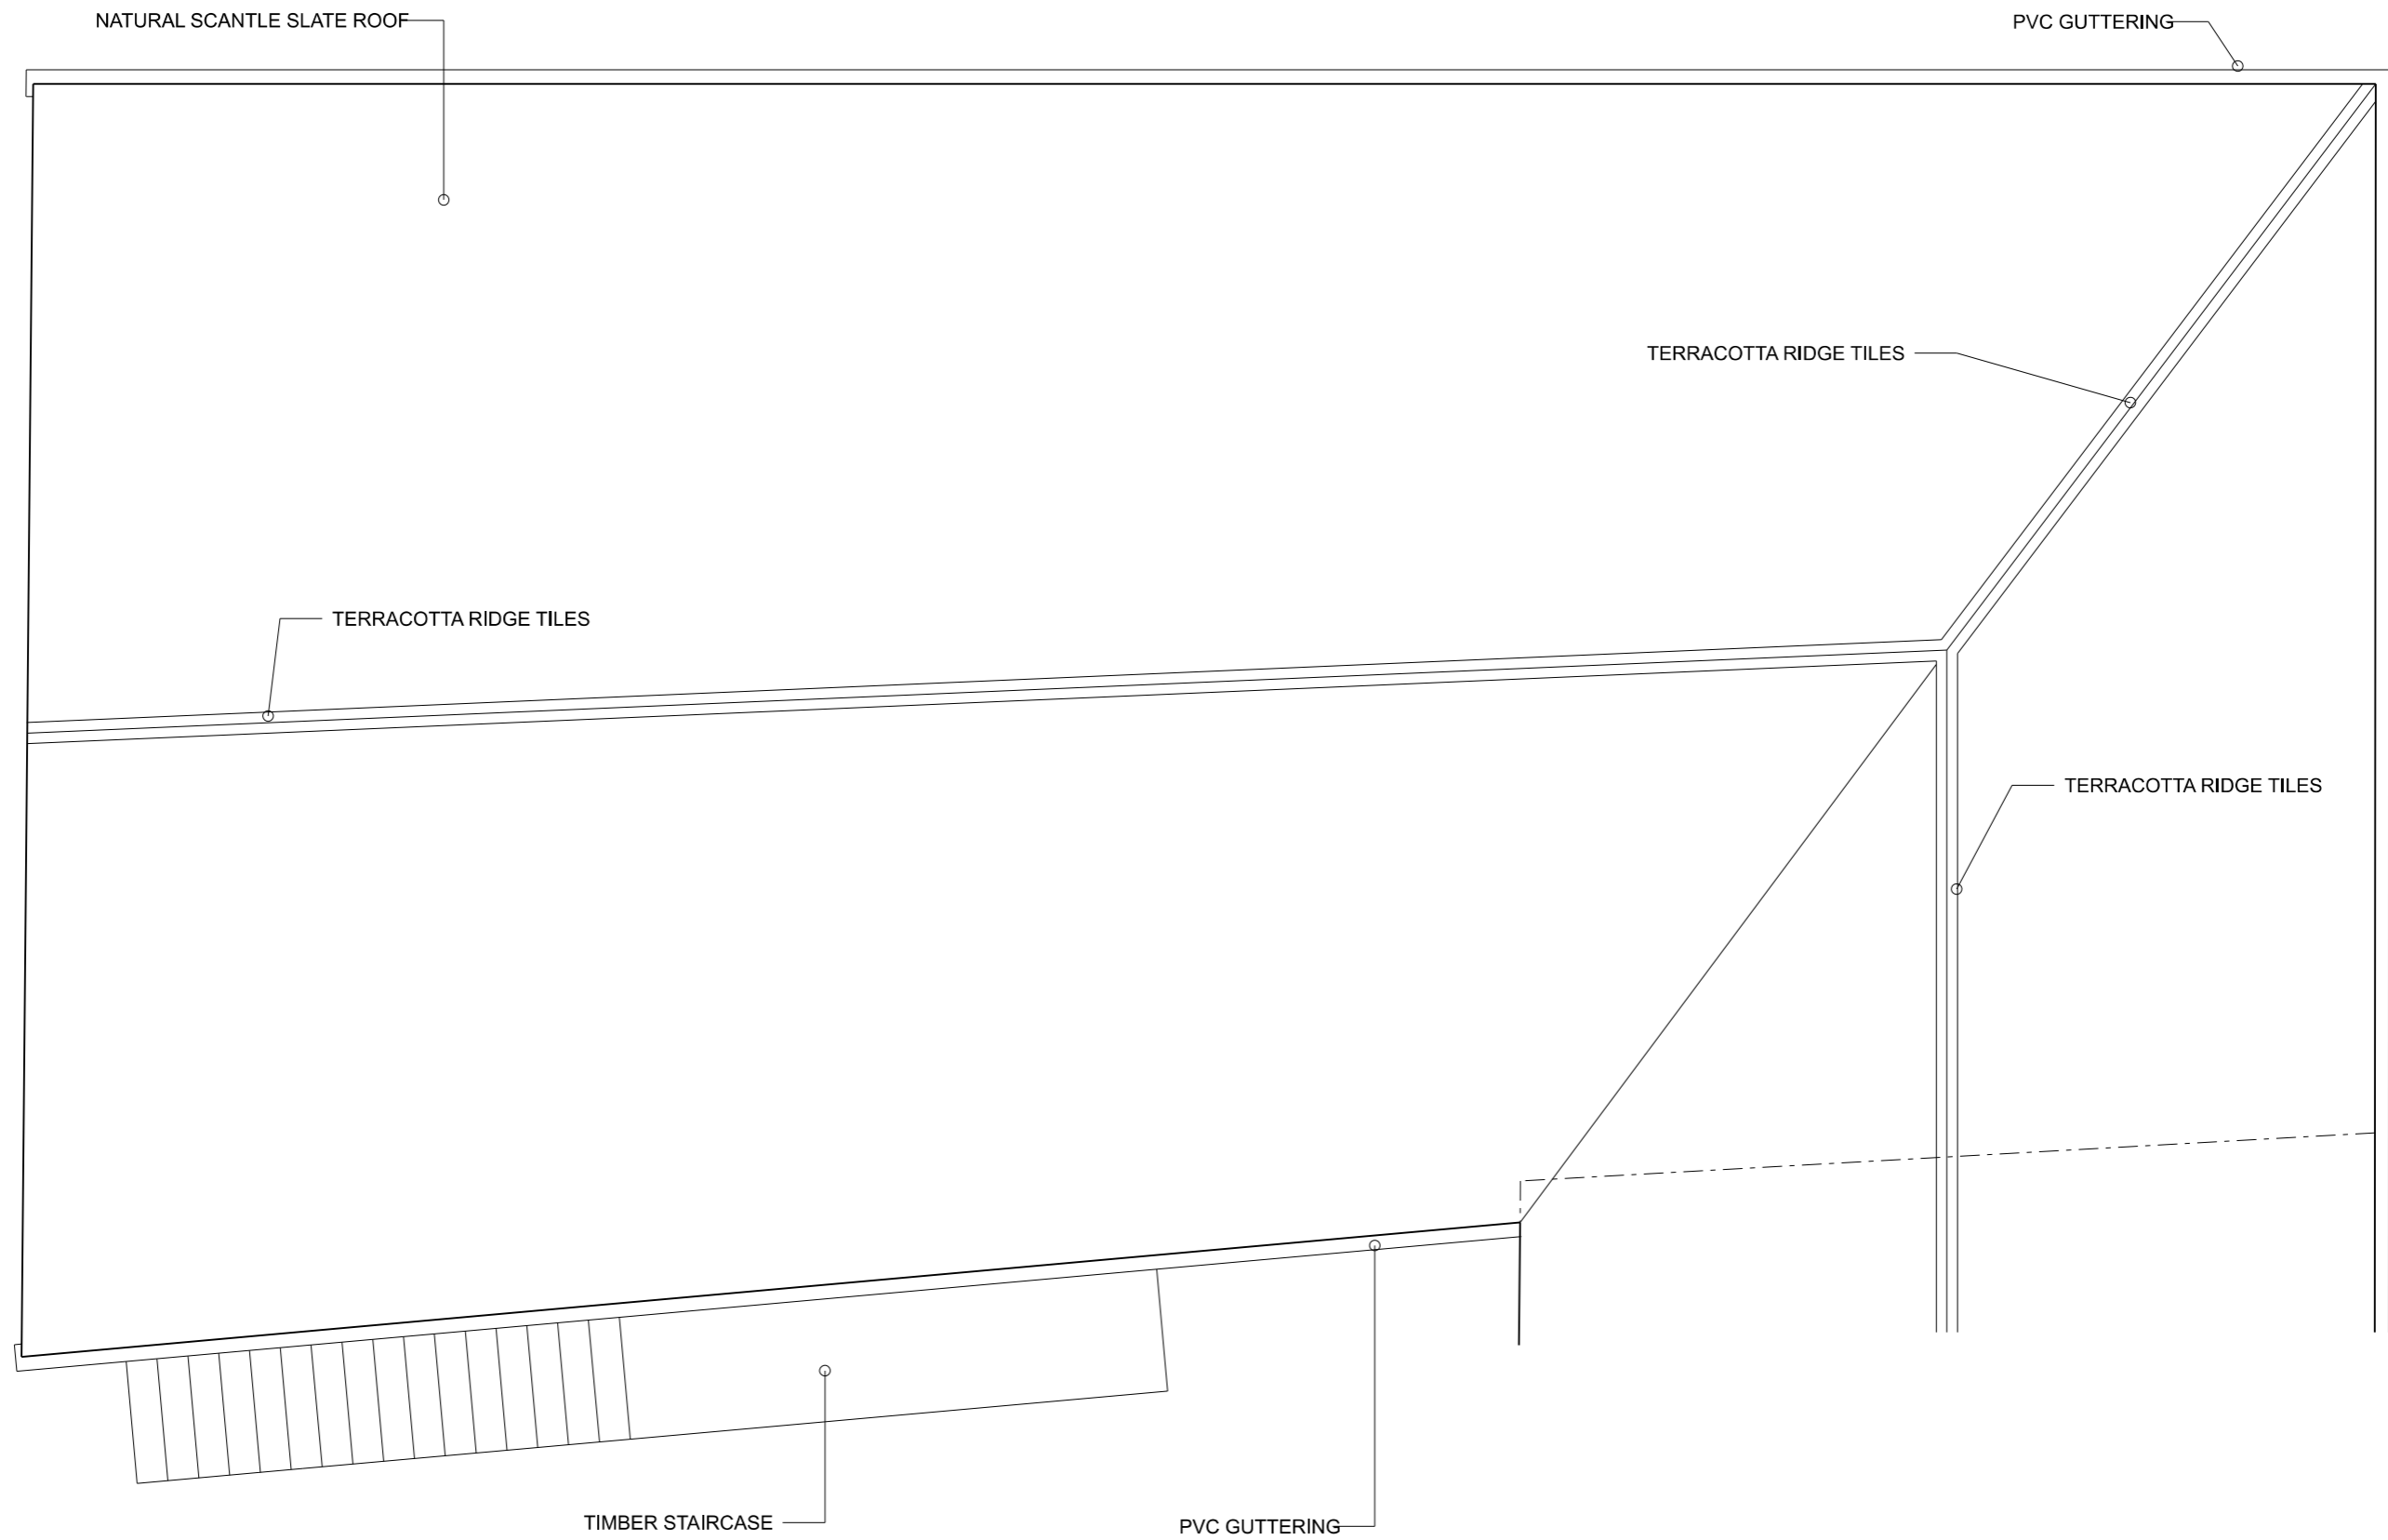 NATURAL SCANTLE SLATE ROOF
PVC GUTTERING
TERRACOTTA RIDGE TILES
TERRACOTTA RIDGE TILES
TERRACOTTA RIDGE TILES
TIMBER STAIRCASE
PVC GUTTERING